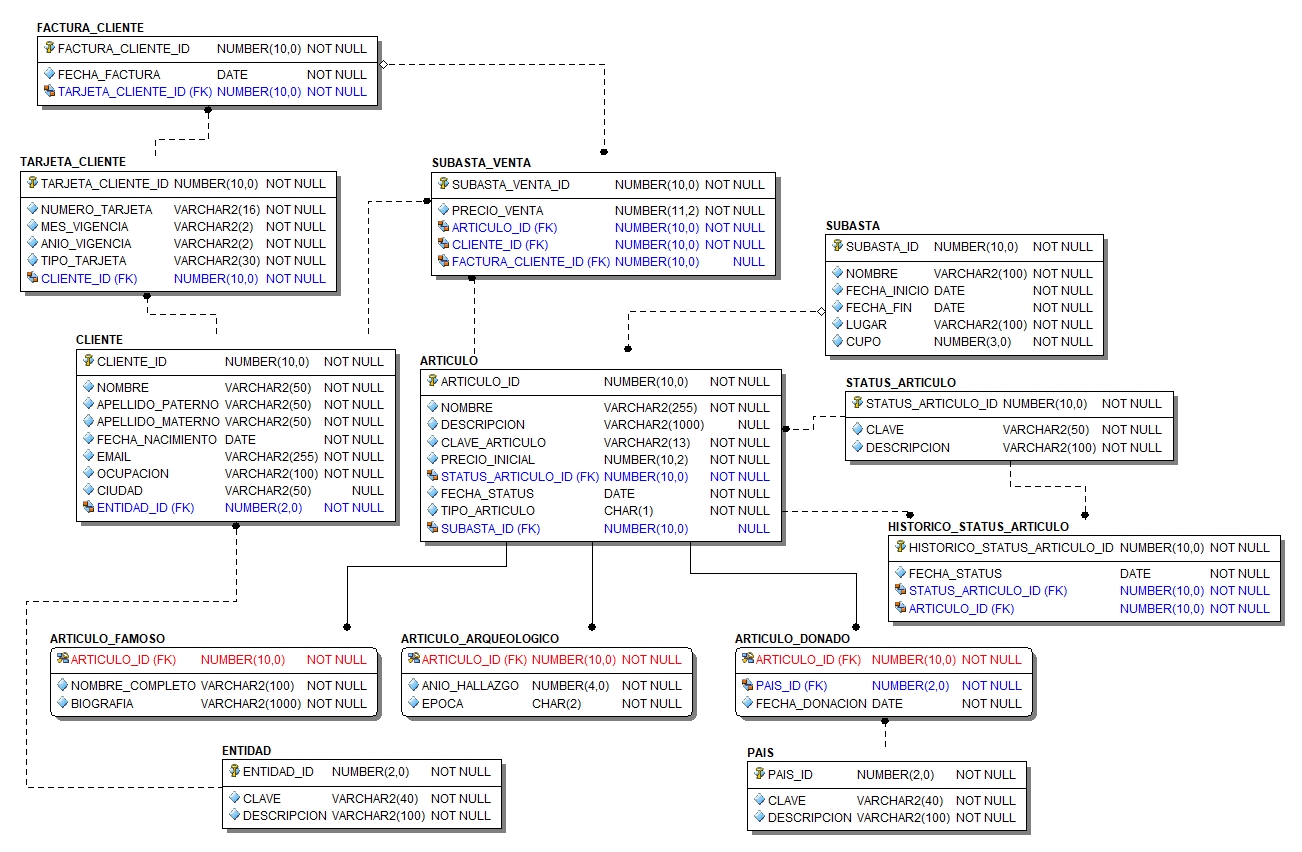 FACTURA_CLIENTE
FACTURA_CLIENTE_ID NUMBER(10,0) NOT NULL
FECHA_FACTURA DATE NOT NULL
TARJETA_CLIENTE_ID (FK) NUMBER(10,0) NOT NULL
TARJETA_CLIENTE
TARJETA_CLIENTE_ID NUMBER(10,0) NOT NULL
NUMERO_TARJETA VARCHAR2(16) NOT NULL
MES_VIGENCIA VARCHAR2(2) NOT NULL
ANIO_VIGENCIA VARCHAR2(2) NOT NULL
TIPO_TARJETA VARCHAR2(30) NOT NULL
CLIENTE_ID (FK) NUMBER(10,0) NOT NULL
SUBASTA_VENTA
SUBASTA_VENTA_ID NUMBER(10,0) NOT NULL
PRECIO_VENTA NUMBER(11,2) NOT NULL
ARTICULO_ID (FK) NUMBER(10,0) NOT NULL
CLIENTE_ID (FK) NUMBER(10,0) NOT NULL
FACTURA_CLIENTE_ID (FK) NUMBER(10,0) NULL
SUBASTA
SUBASTA_ID NUMBER(10,0) NOT NULL
NOMBRE VARCHAR2(100) NOT NULL
FECHA_INICIO DATE NOT NULL
FECHA_FIN DATE NOT NULL
LUGAR VARCHAR2(100) NOT NULL
CUPO NUMBER(3,0) NOT NULL
CLIENTE
CLIENTE_ID NUMBER(10,0) NOT NULL
NOMBRE VARCHAR2(50) NOT NULL
APELLIDO_PATERNO VARCHAR2(50) NOT NULL
APELLIDO_MATERNO VARCHAR2(50) NOT NULL
FECHA_NACIMIENTO DATE NOT NULL
EMAIL VARCHAR2(255) NOT NULL
OCUPACION VARCHAR2(100) NOT NULL
CIUDAD VARCHAR2(50) NULL
ENTIDAD_ID (FK) NUMBER(2,0) NOT NULL
ARTICULO
ARTICULO_ID NUMBER(10,0) NOT NULL
NOMBRE VARCHAR2(255) NOT NULL
DESCRIPCION VARCHAR2(1000) NULL
CLAVE_ARTICULO VARCHAR2(13) NOT NULL
PRECIO_INICIAL NUMBER(10,2) NOT NULL
STATUS_ARTICULO_ID (FK) NUMBER(10,0) NOT NULL
FECHA_STATUS DATE NOT NULL
TIPO_ARTICULO CHAR(1) NOT NULL
SUBASTA_ID (FK) NUMBER(10,0) NULL
STATUS_ARTICULO
STATUS_ARTICULO_ID NUMBER(10,0) NOT NULL
CLAVE VARCHAR2(50) NOT NULL
DESCRIPCION VARCHAR2(100) NOT NULL
HISTORICO_STATUS_ARTICULO
HISTORICO_STATUS_ARTICULO_ID NUMBER(10,0) NOT NULL
FECHA_STATUS DATE NOT NULL
STATUS_ARTICULO_ID (FK) NUMBER(10,0) NOT NULL
ARTICULO_ID (FK) NUMBER(10,0) NOT NULL
ARTICULO_FAMOSO
ARTICULO_ID (FK) NUMBER(10,0) NOT NULL
NOMBRE_COMPLETO VARCHAR2(100) NOT NULL
BIOGRAFIA VARCHAR2(1000) NOT NULL
ARTICULO_ARQUEOLOGICO
ARTICULO_ID (FK) NUMBER(10,0) NOT NULL
ANIO_HALLAZGO NUMBER(4,0) NOT NULL
EPOCA CHAR(2) NOT NULL
ARTICULO_DONADO
ARTICULO_ID (FK) NUMBER(10,0) NOT NULL
PAIS_ID (FK) NUMBER(2,0) NOT NULL
FECHA_DONACION DATE NOT NULL
ENTIDAD
ENTIDAD_ID NUMBER(2,0) NOT NULL
CLAVE VARCHAR2(40) NOT NULL
DESCRIPCION VARCHAR2(100) NOT NULL
PAIS
PAIS_ID NUMBER(2,0) NOT NULL
CLAVE VARCHAR2(40) NOT NULL
DESCRIPCION VARCHAR2(100) NOT NULL